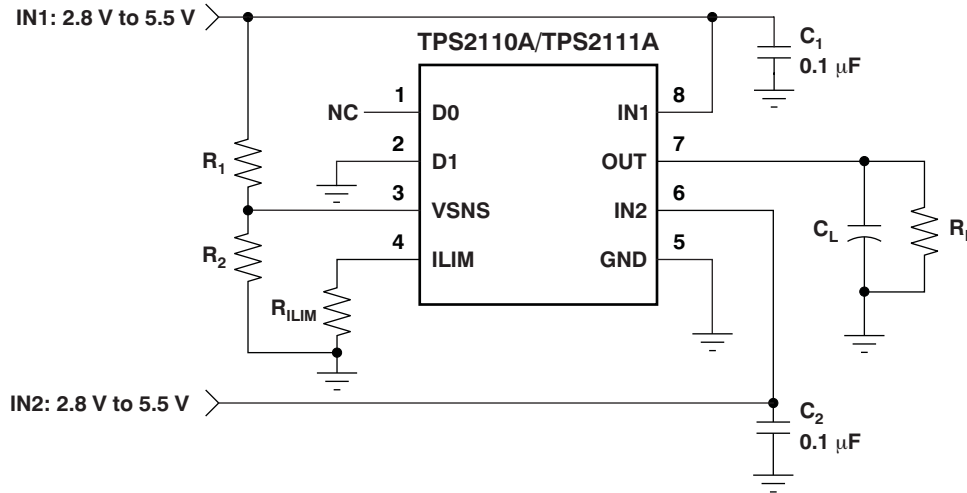 IN1: 2.8 V to 5.5 V
TPS2110A/TPS2111A
C1
0.1 μF
NC
1
D0
IN1
8
2
D1
OUT
7
R1
3
VSNS
IN2
6
R2
4
ILIM
GND
5
CL
RILIM
IN2: 2.8 V to 5.5 V
C2
0.1 μF